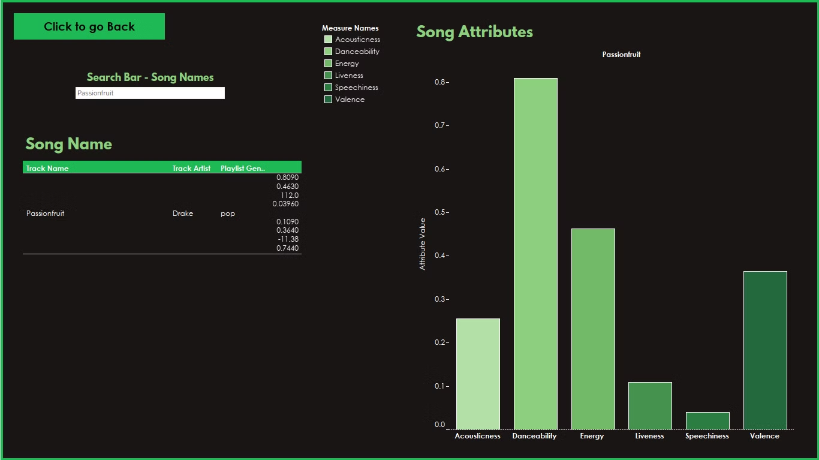 Click to go Back
Search Bar - Song Names
Passionfruit
Song Name
Track Name Track Artist Playlist Gen..
0.8090
0.4630
112.0
0.03960
Passionfruit Drake pop
0.1090
0.3640
-11.38
0.7440
Measure Names
Acousticness
Danceability
Energy
Liveness
Speechiness
Valence
Song Attributes
Passionfruit
Attribute Value
0.8
0.7
0.6
0.5
0.4
0.3
0.2
0.1
0.0
Acousticness Danceability Energy Liveness Speechiness Valence